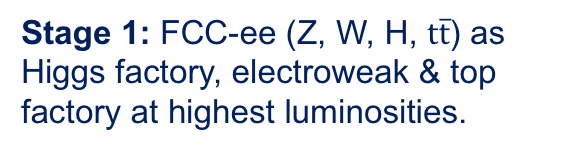 Stage 1: FCC-ee (Z, W, H, tt̄) as
Higgs factory, electroweak & top
factory at highest luminosities.